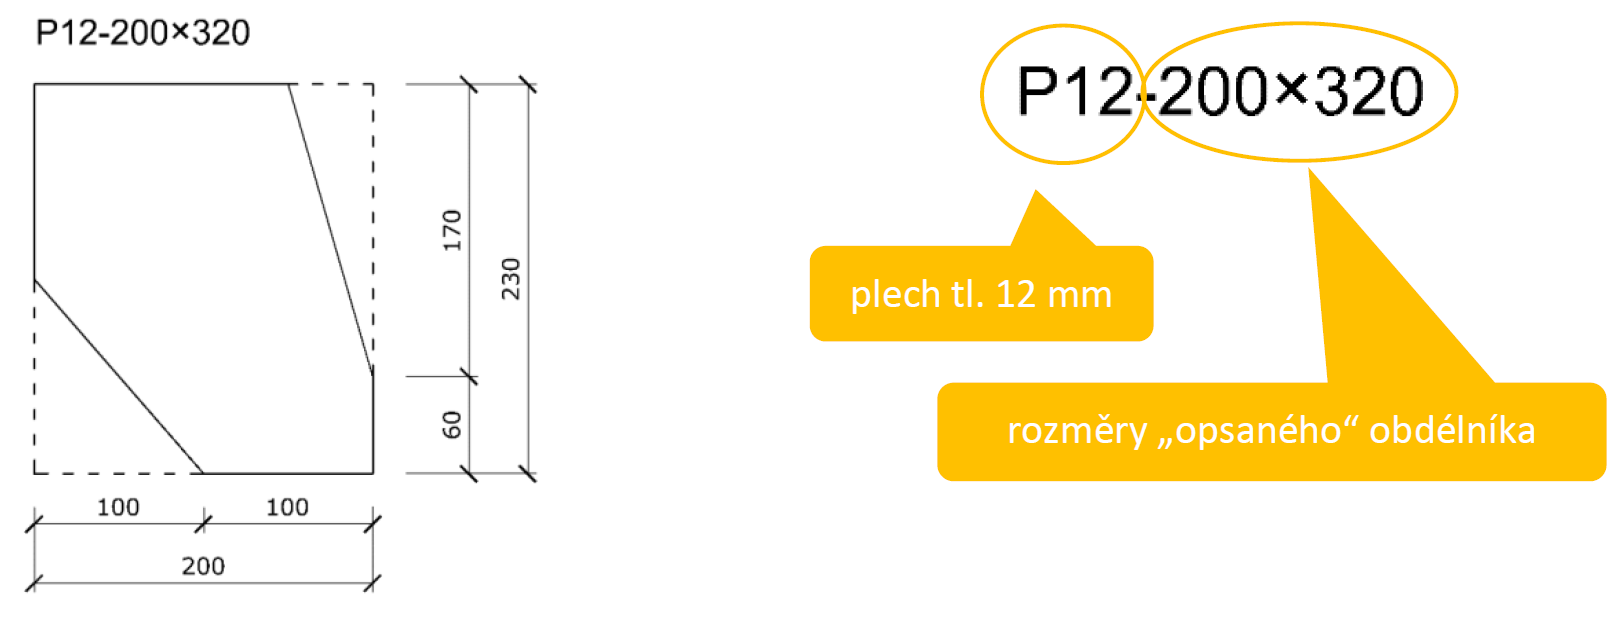 P12-200×320
170
230
60
100
100
200
P12-200×320
plech tl. 12 mm
rozměry „opsaného“ obdélníka